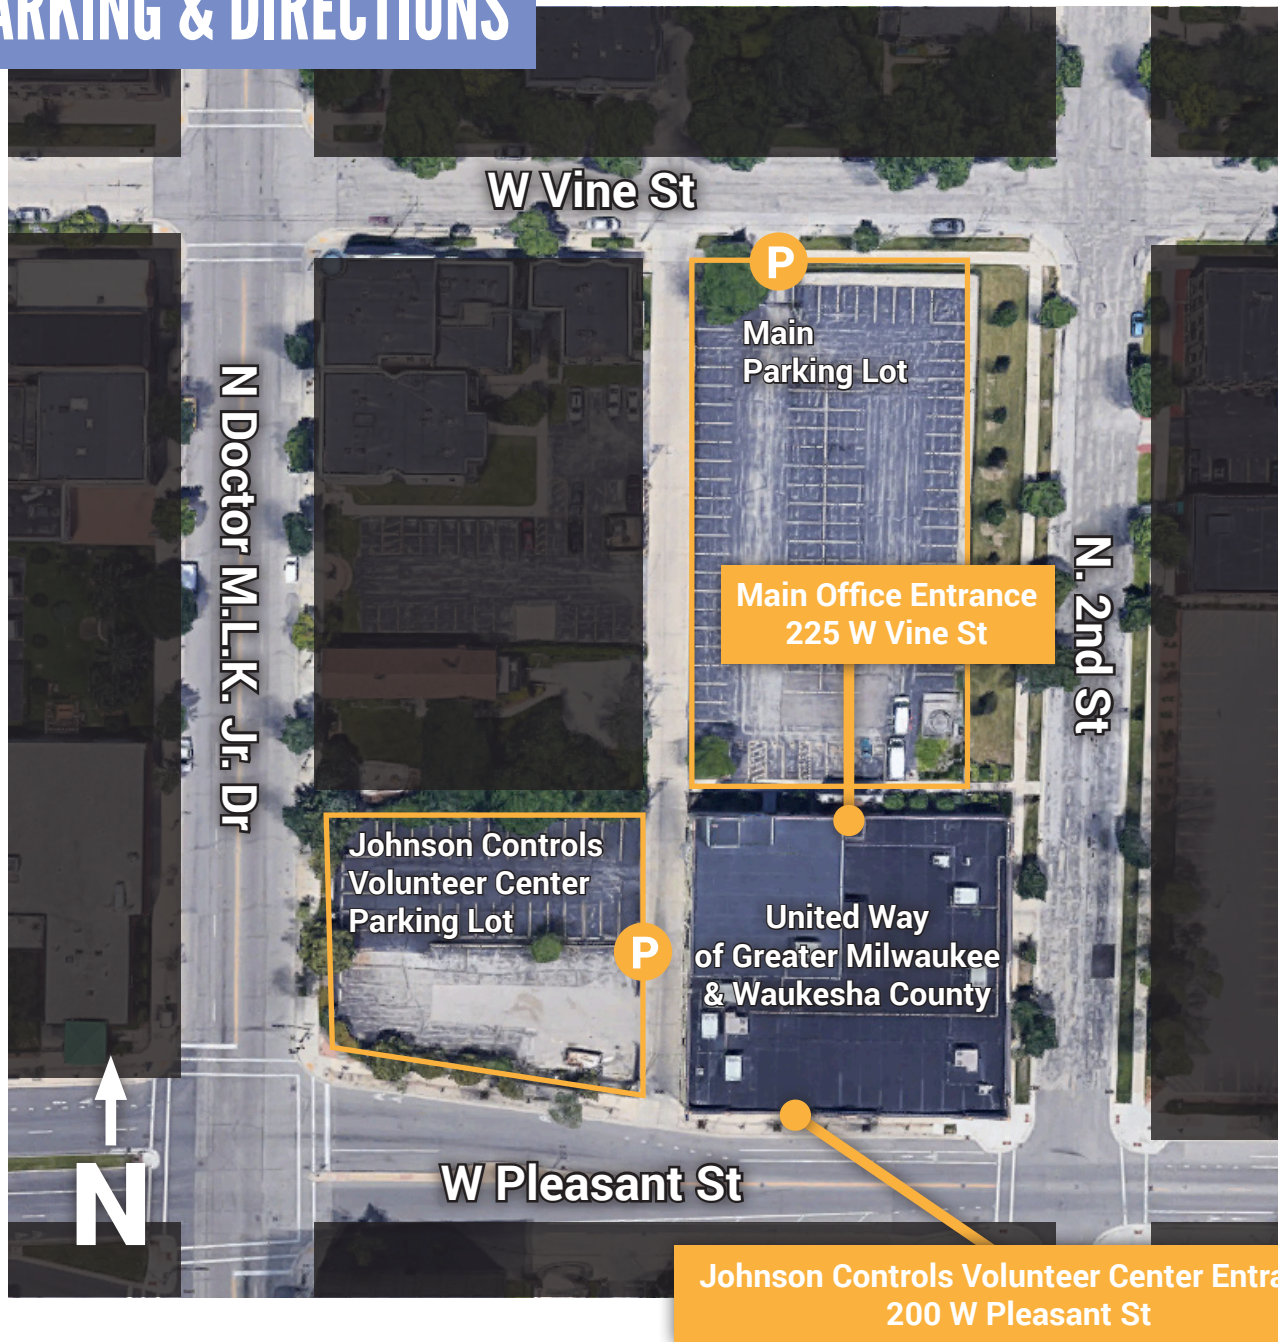 PARKING & DIRECTIONS
W Vine St
P
Main
Parking Lot
N Doctor M.L.K. Jr. Dr
Main Office Entrance
225 W Vine St
N. 2nd St
Johnson Controls
Volunteer Center
Parking Lot
P
United Way
of Greater Milwaukee
& Waukesha County
N
W Pleasant St
Johnson Controls Volunteer Center
200 W Pleasant St